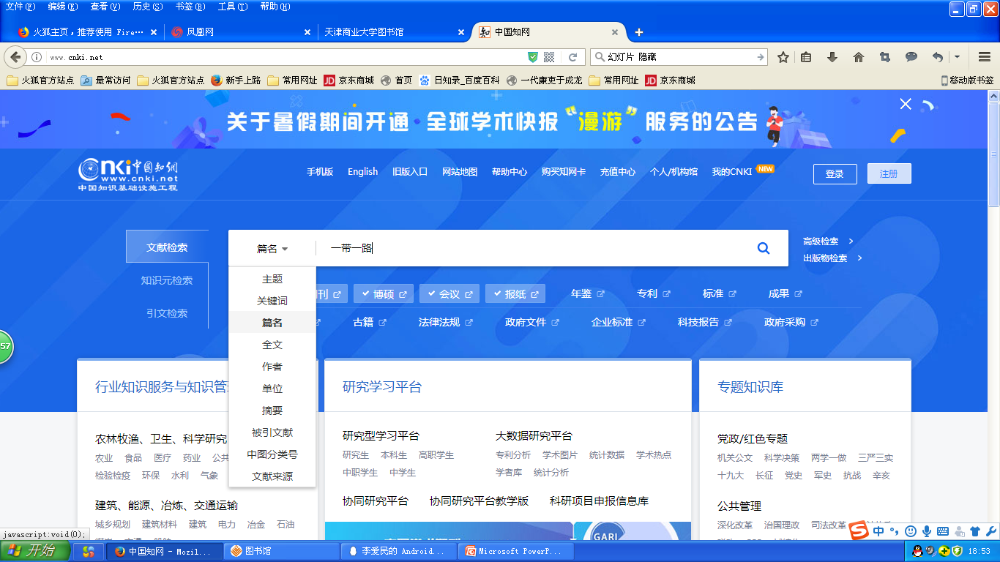 文件(F) 编辑(E) 查看(V) 历史(S) 书签(B) 工具(T) 帮助(H)
火狐主页，推荐使用 Fire··· × 凤凰网 × 天津商业大学图书馆 × 中国知网 × +
www.cnki.net 幻灯片 隐藏
火狐官方站点 最常访问 火狐官方站点 新手上路 常用网址 JD 京东商城 首页 日知录_百度百科 一代廉吏于成龙 常用网址 JD 京东商城 移动版书签
关于暑假期间开通·全球学术快报“漫游”服务的公告
cnki 中国知网
www.cnki.net
中国知识基础设施工程
手机版 English 旧版入口 网站地图 帮助中心 购买知网卡 充值中心 个人/机构馆 我的CNKI NEW 登录 注册
文献检索 篇名 一带一路 高级检索 >
出版物检索 >
知识元检索
引文检索
主题
关键词
篇名
全文
作者
单位
摘要
被引文献
中图分类号
文献来源
刊 博硕 会议 报纸 年鉴 专利 标准 成果
古籍 法律法规 政府文件 企业标准 科技报告 政府采购
57
行业知识服务与知识管
农林牧渔、卫生、科学研究
农业 食品 医疗 药业 公共
检验检疫 环保 水利 气象
建筑、能源、冶炼、交通运输
城乡规划 建筑材料 建筑 电力 冶金 石油
研究学习平台
研究型学习平台 大数据研究平台
研究生 本科生 高职学生 专利分析 学术图片 统计数据 学术热点
中职学生 中学生 学者库 统计分析
协同研究平台 协同研究平台教学版 科研项目申报信息库
GARI
专题知识库
党政/红色专题
机关公文 科学决策 两学一做 三严三实
十九大 长征 党史 军史 抗战 辛亥
公共管理
深化改革 治国理政 司法改革
javascript:void(0);
S 中
开始 中国知网 - Mozil... 图书馆 李爱民的 Android... Microsoft PowerP... 18:53